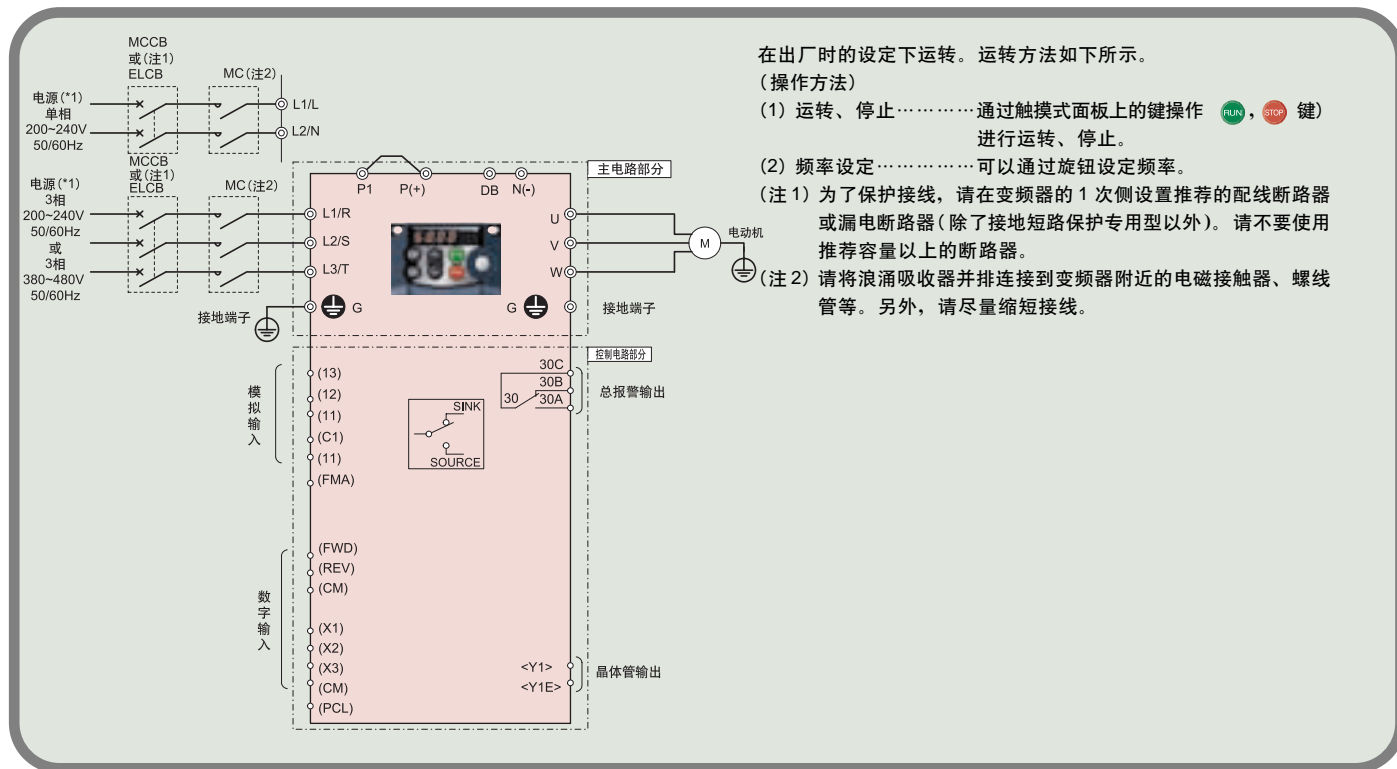 MCCB
或(注1)
ELCB
MC(注2)
电源(*1)
单相
200~240V
50/60Hz
L1/L
L2/N
MCCB
或(注1)
ELCB
MC(注2)
电源(*1)
3相
200~240V
50/60Hz
或
3相
380~480V
50/60Hz
主电路部分
P1 P(+) DB N(-)
L1/R
L2/S
L3/T
G
接地端子
U
V
W
M
电动机
G
接地端子
控制电路部分
模拟输入
(13)
(12)
(11)
(C1)
(11)
(FMA)
SINK
SOURCE
30C
30B
30
30A
总报警输出
数字输入
(FWD)
(REV)
(CM)
(X1)
(X2)
(X3)
(CM)
(PCL)
<Y1>
<Y1E>
晶体管输出
在出厂时的设定下运转。运转方法如下所示。
(操作方法)
(1) 运转、停止…………通过触摸式面板上的键操作 RUN,STOP 键)
进行运转、停止。
(2) 频率设定……………可以通过旋钮设定频率。
(注1) 为了保护接线,请在变频器的1次侧设置推荐的配线断路器
或漏电断路器(除了接地短路保护专用型以外)。请不要使用
推荐容量以上的断路器。
(注2) 请将浪涌吸收器并排连接到变频器附近的电磁接触器、螺线
管等。另外,请尽量缩短接线。